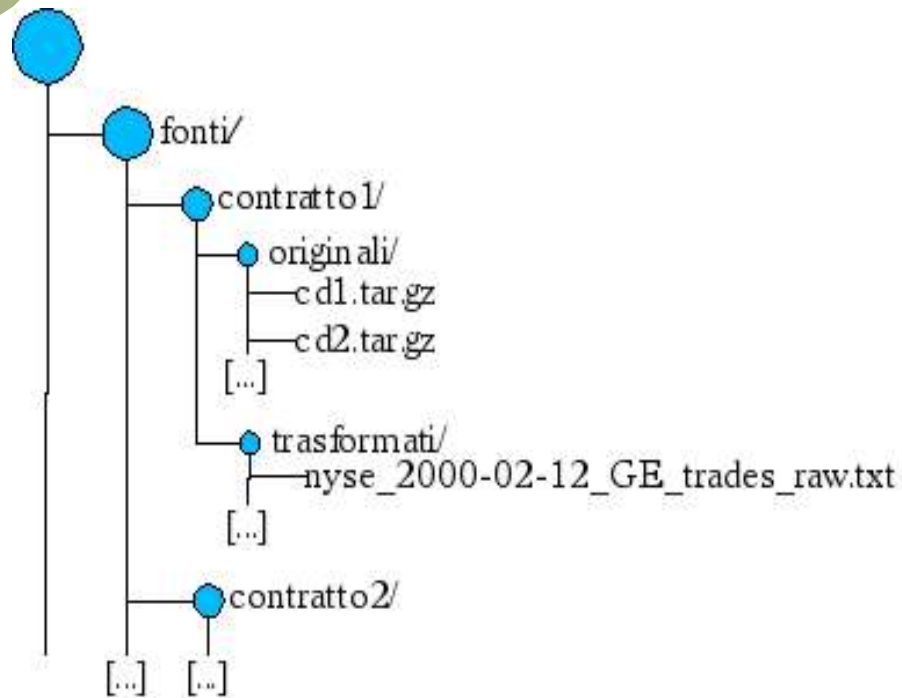 fonti/
contratto1/
originali/
cd1.tar.gz
cd2.tar.gz
[...]
trasformati/
nyse_2000-02-12_GE_trades_raw.txt
[...]
contratto2/
[...] [...]